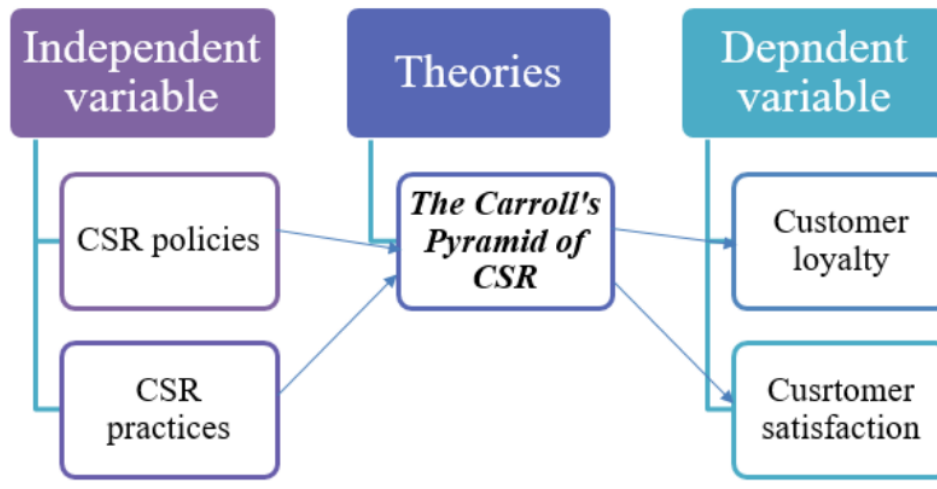 Independent
variable
Theories
Depndent
variable
CSR policies
The Carroll's
Pyramid of
CSR
Customer
loyalty
CSR
practices
Cusrtomer
satisfaction